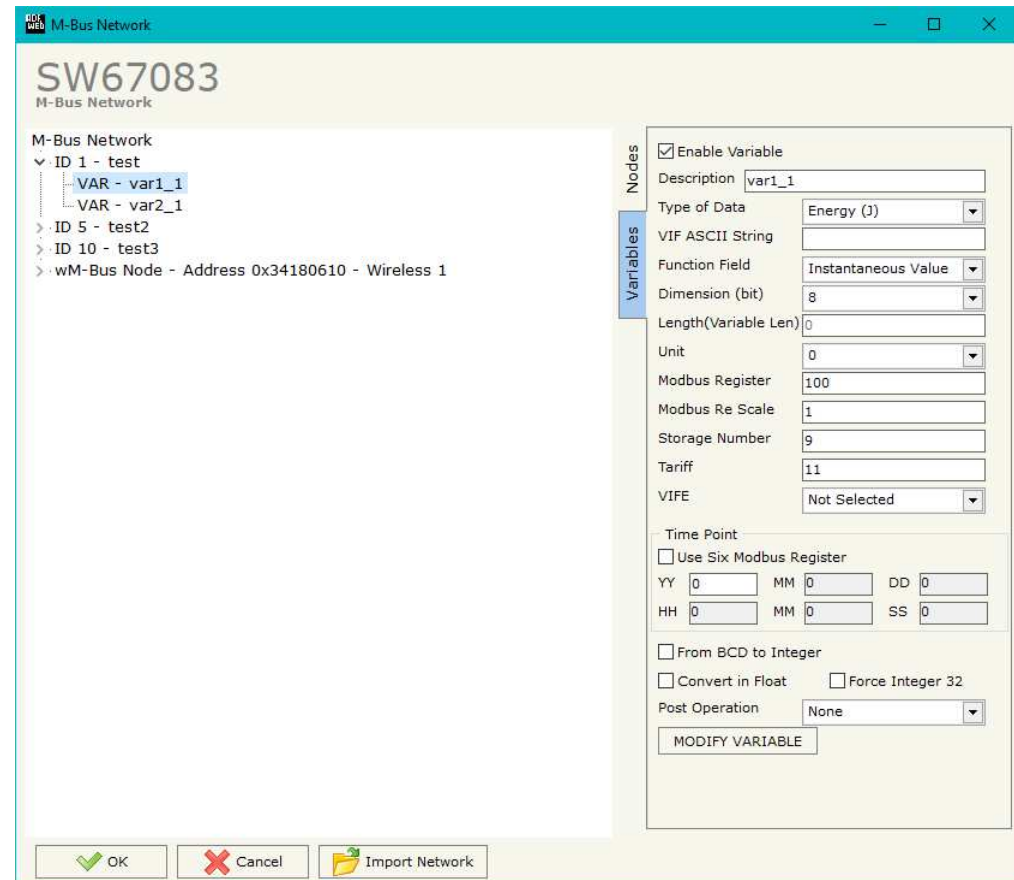 ADF WEB M-Bus Network
SW67083
M-Bus Network
M-Bus Network
ID 1 - test
VAR - var1_1
VAR - var2_1
ID 5 - test2
ID 10 - test3
wM-Bus Node - Address 0x34180610 - Wireless 1
Nodes
Variables
Enable Variable
Description var1_1
Type of Data Energy (J)
VIF ASCII String
Function Field Instantaneous Value
Dimension (bit) 8
Length(Variable Len) 0
Unit 0
Modbus Register 100
Modbus Re Scale 1
Storage Number 9
Tariff 11
VIFE Not Selected
Time Point
Use Six Modbus Register
YY 0 MM 0 DD 0
HH 0 MM 0 SS 0
From BCD to Integer
Convert in Float Force Integer 32
Post Operation None
MODIFY VARIABLE
OK Cancel Import Network